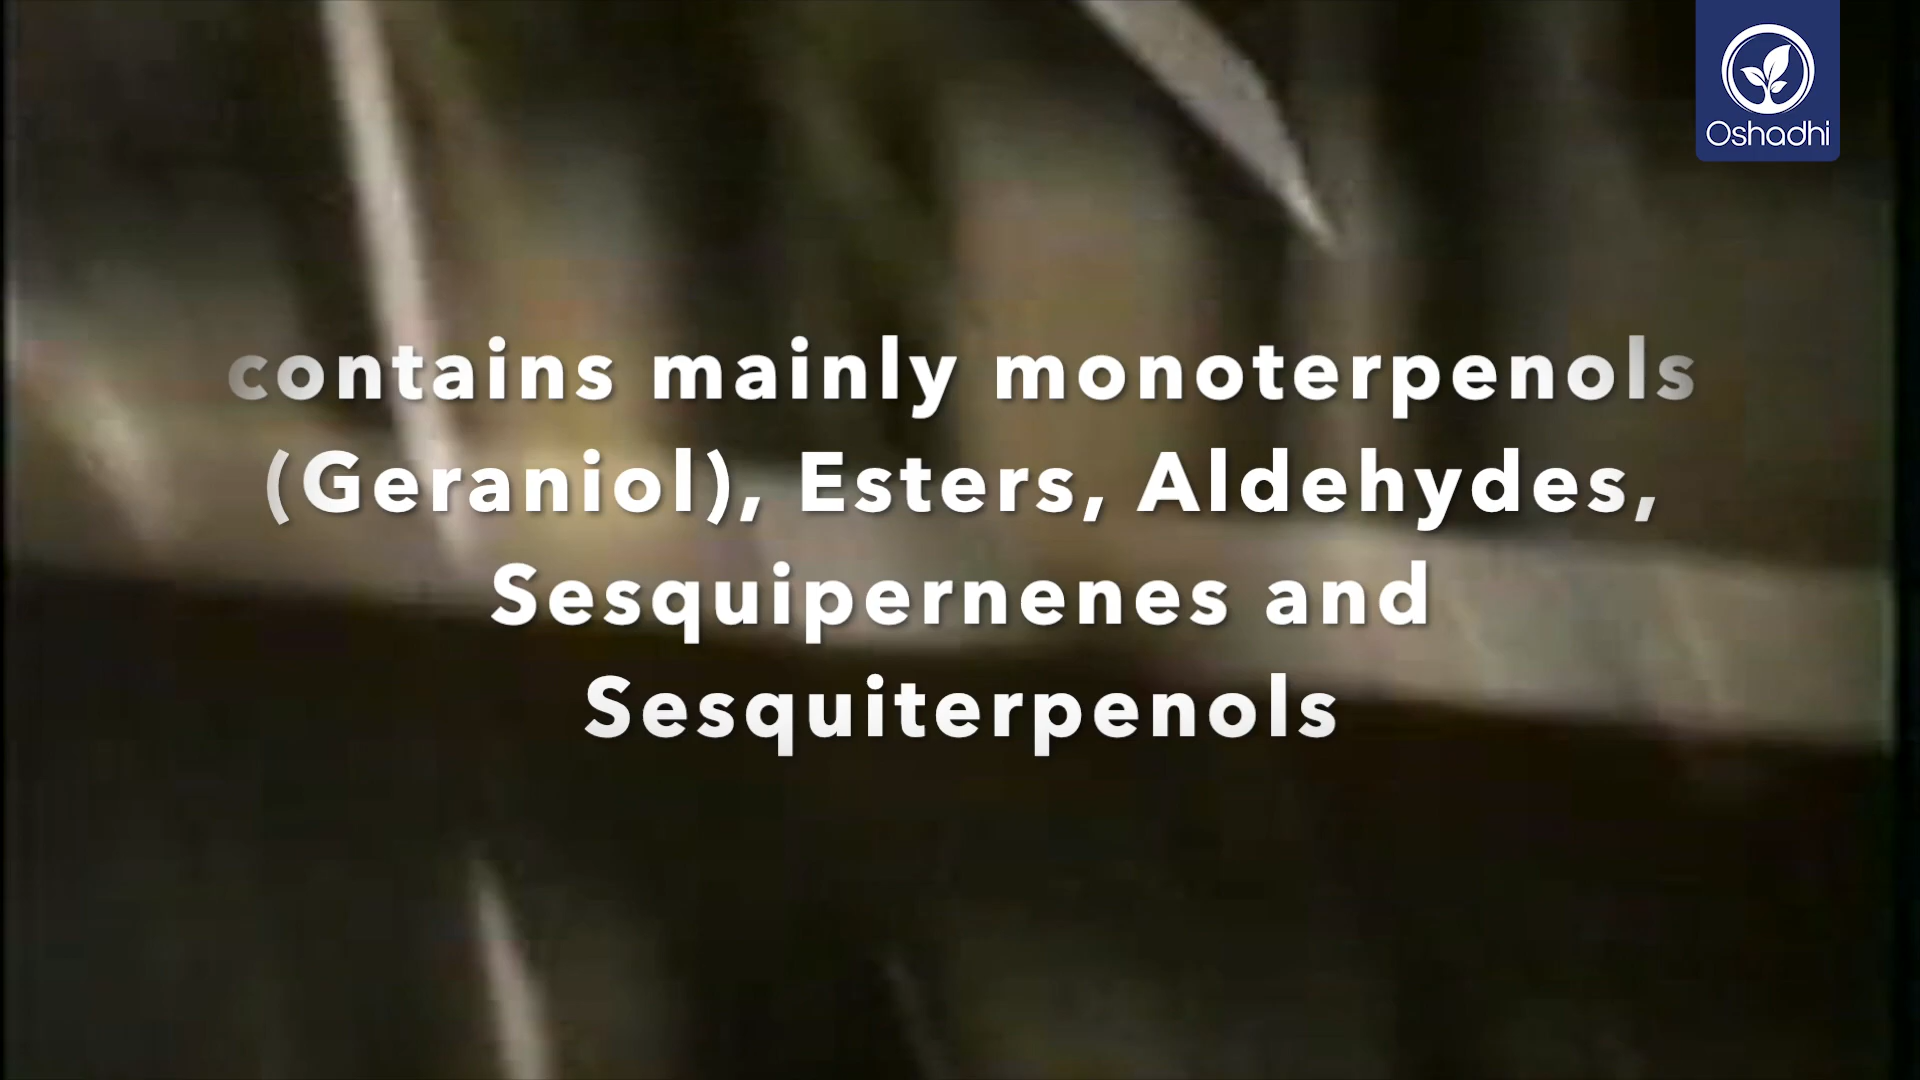 Oshadhi
contains mainly monoterpenols
(Geraniol), Esters, Aldehydes,
Sesquipernenes and
Sesquiterpenols